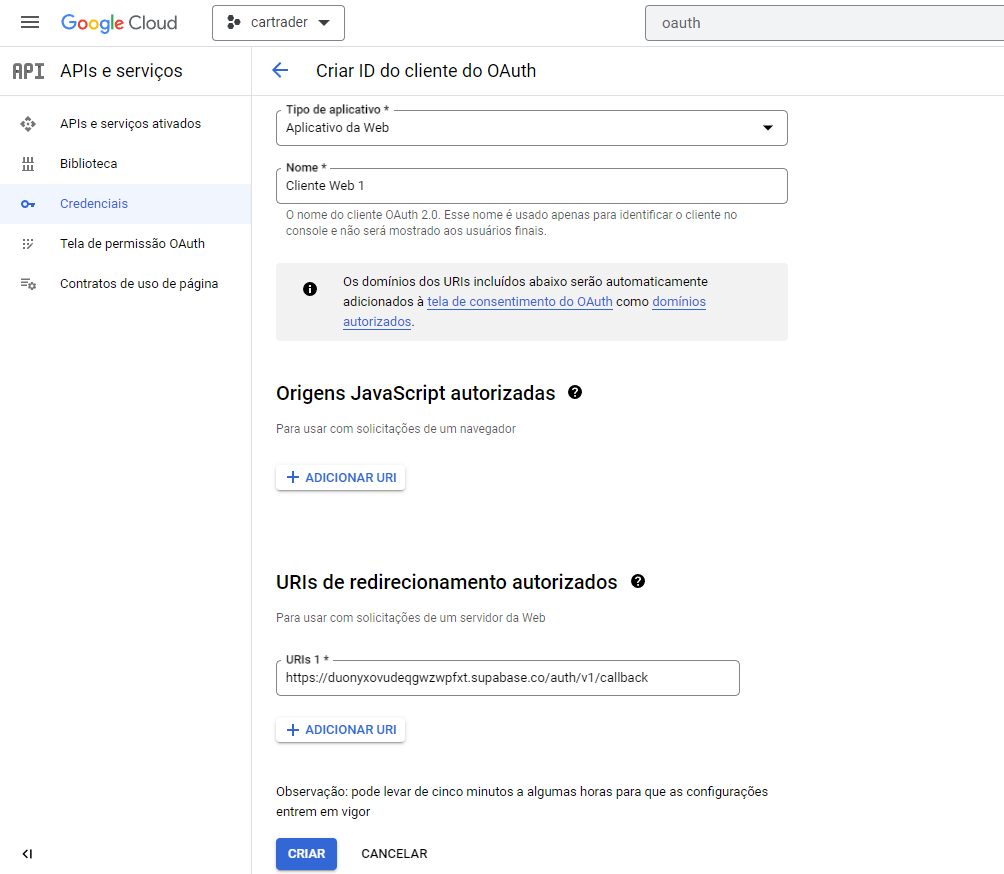 Google Cloud
cartrader
oauth
API
APIs e serviços
Criar ID do cliente do OAuth
APIs e serviços ativados
Biblioteca
Credenciais
Tela de permissão OAuth
Contratos de uso de página
Tipo de aplicativo *
Aplicativo da Web
Nome *
Cliente Web 1
O nome do cliente OAuth 2.0. Esse nome é usado apenas para identificar o cliente no
console e não será mostrado aos usuários finais.
Os domínios dos URIs incluídos abaixo serão automaticamente
adicionados à tela de consentimento do OAuth como domínios
autorizados.
Origens JavaScript autorizadas
Para usar com solicitações de um navegador
+ ADICIONAR URI
URIs de redirecionamento autorizados
Para usar com solicitações de um servidor da Web
URIs 1 *
https://duonyxovudeqgwzwpfxt.supabase.co/auth/v1/callback
+ ADICIONAR URI
Observação: pode levar de cinco minutos a algumas horas para que as configurações
entrem em vigor
CRIAR
CANCELAR